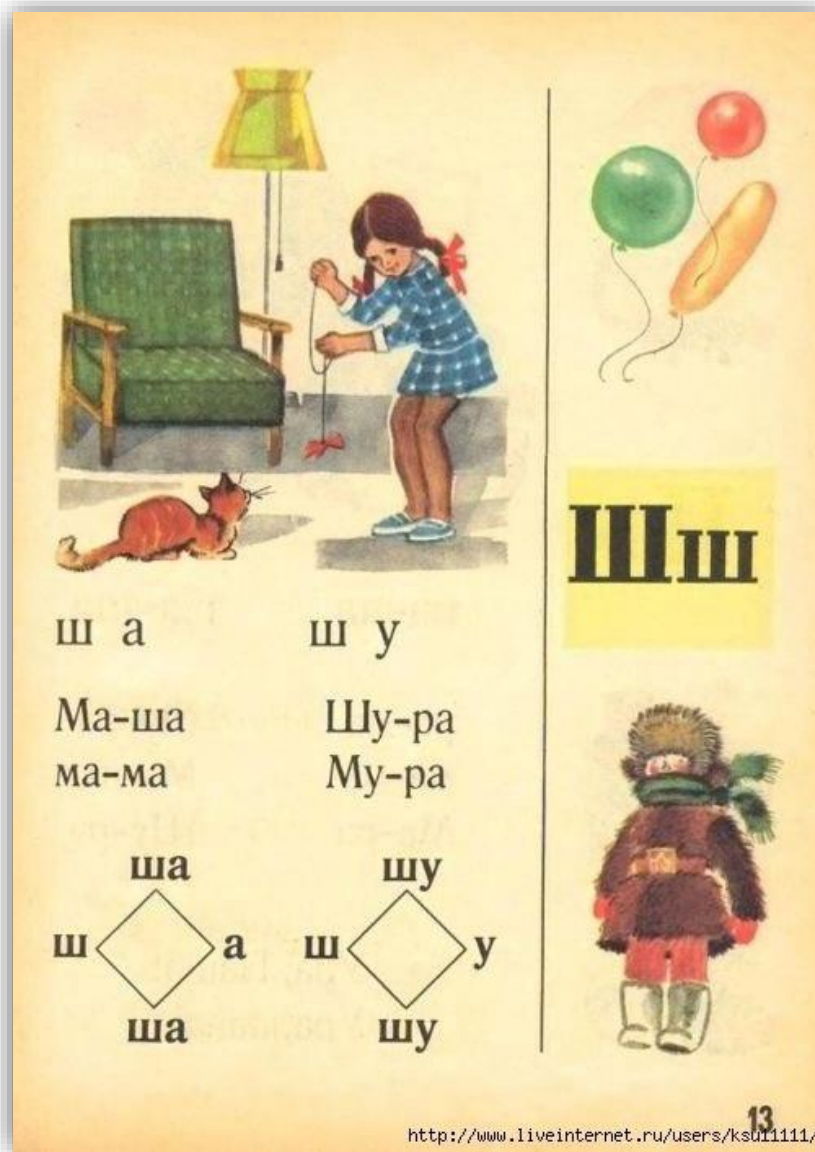 ш а ш у
Ма-ша Шу-ра
ма-ма Му-ра
ша шу
ш а ш у
ша шу
Шш
13
http://www.liveinternet.ru/users/ksu11111/